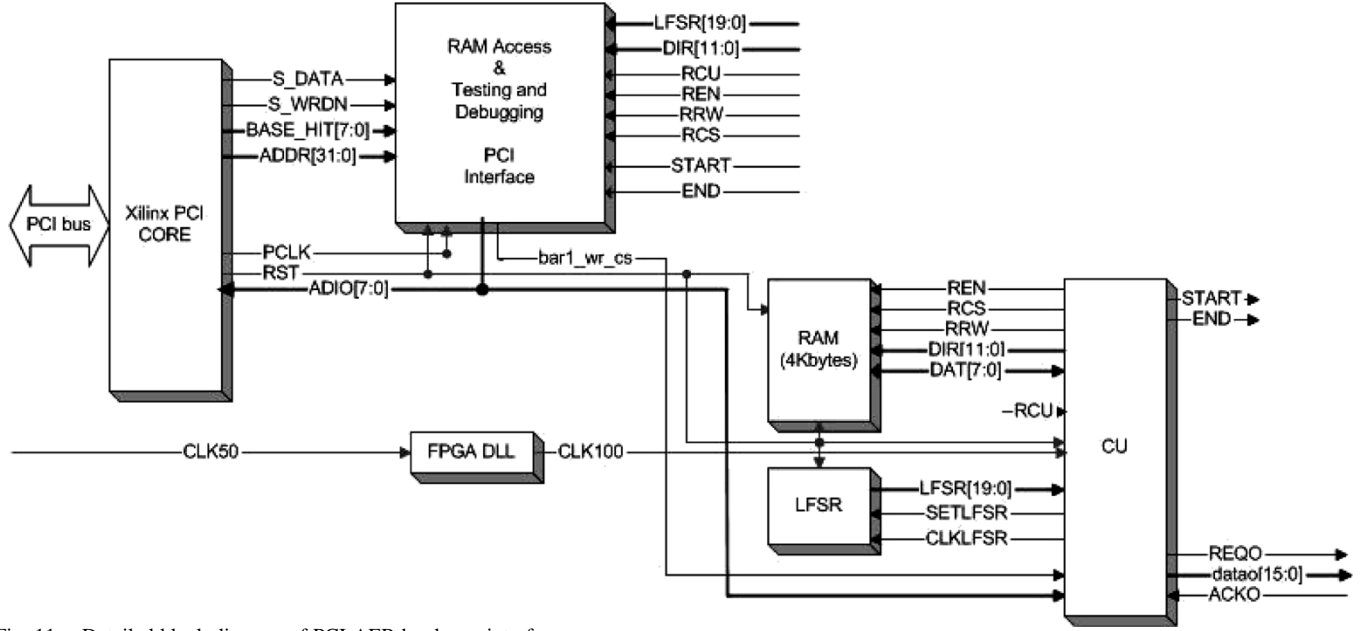 LFSR[19:0]
DIR[11:0]
RCU
REN
RRW
RCS
START
END
RAM Access
&
Testing and
Debugging
PCI
Interface
S_DATA
S_WRDN
BASE_HIT[7:0]
ADDR[31:0]
PCI bus
Xilinx PCI
CORE
PCLK
RST
ADIO[7:0]
bar1_wr_cs
RAM
(4Kbytes)
REN
RCS
RRW
DIR[11:0]
DAT[7:0]
RCU
START
END
CU
CLK50
FPGA DLL
CLK100
LFSR
LFSR[19:0]
SETLFSR
CLKLFSR
REQO
datao[15:0]
ACKO